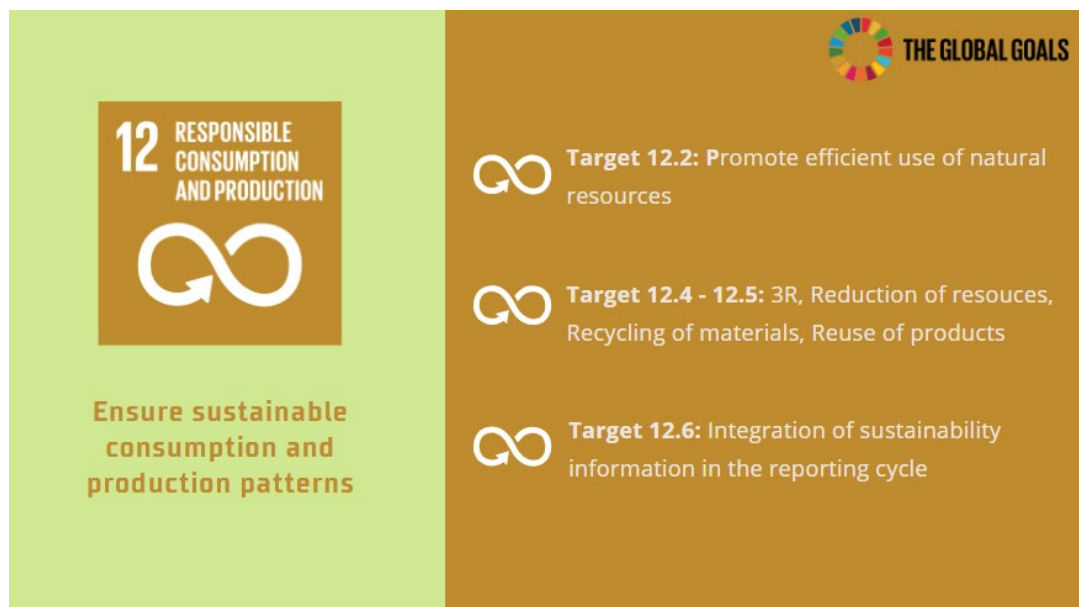 12 RESPONSIBLE
CONSUMPTION
AND PRODUCTION
Ensure sustainable
consumption and
production patterns
THE GLOBAL GOALS
Target 12.2: Promote efficient use of natural
resources
Target 12.4 - 12.5: 3R, Reduction of resouces,
Recycling of materials, Reuse of products
Target 12.6: Integration of sustainability
information in the reporting cycle